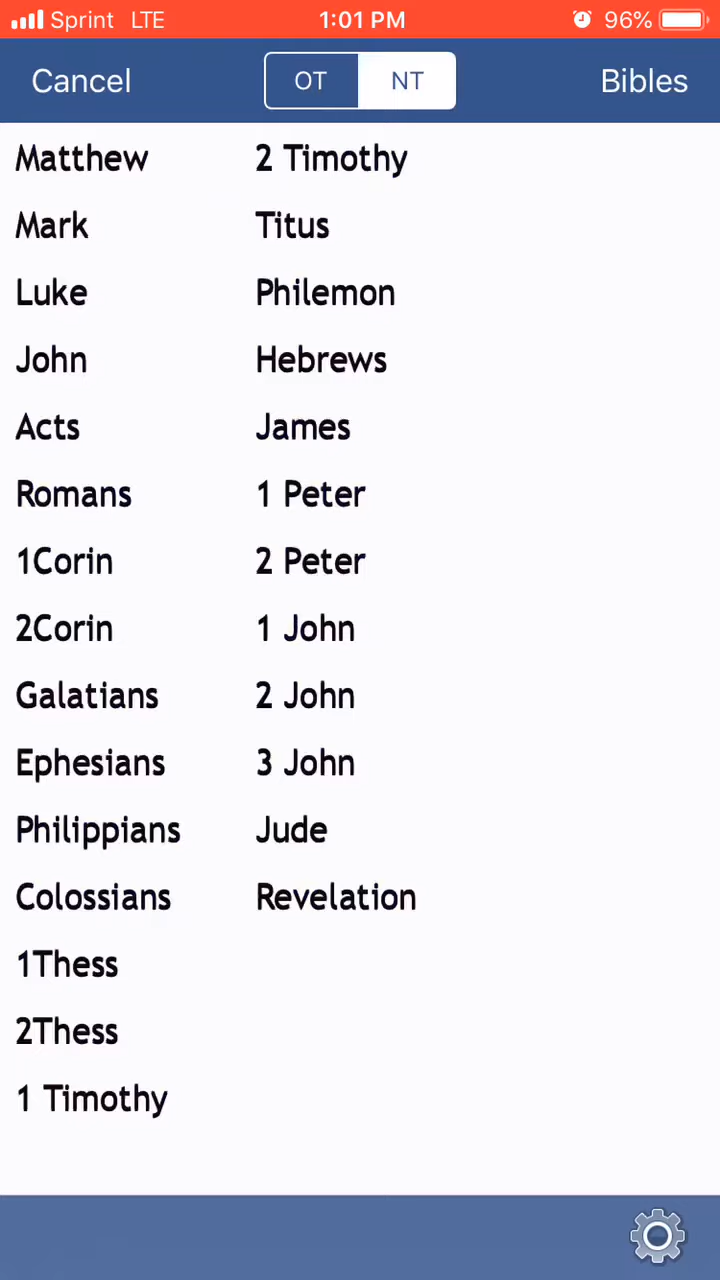 Sprint LTE 1:01 PM 96%
Cancel OT NT Bibles
Matthew 2 Timothy
Mark Titus
Luke Philemon
John Hebrews
Acts James
Romans 1 Peter
1Corin 2 Peter
2Corin 1 John
Galatians 2 John
Ephesians 3 John
Philippians Jude
Colossians Revelation
1Thess
2Thess
1 Timothy